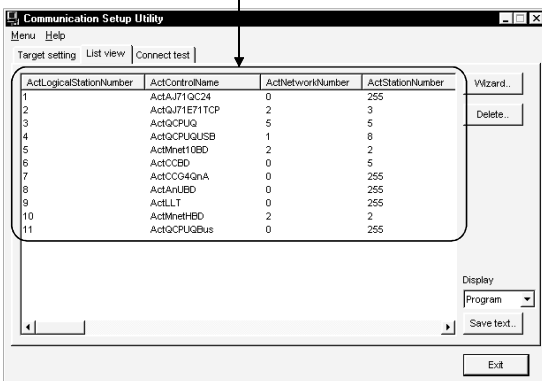 Communication Setup Utility
Menu Help
Target setting List view Connect test
ActLogicalStationNumber ActControlName ActNetworkNumber ActStationNumber
1 ActAJ71QC24 0 255
2 ActQJ71E71TCP 2 3
3 ActQCPUQ 5 5
4 ActQCPUQUSB 1 8
5 ActMnet10BD 2 2
6 ActCCBD 0 5
7 ActCCG4QnA 0 255
8 ActAnUBD 0 255
9 ActLLT 0 255
10 ActMnetHBD 2 2
11 ActQCPUQBus 0 255
Wizard..
Delete..
Display
Program
Save text..
Exit